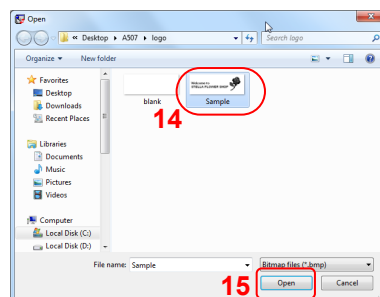 Open
« Desktop ▸ A507 ▸ logo
Search logo
Organize
New folder
Favorites
Desktop
Downloads
Recent Places
Libraries
Documents
Music
Pictures
Videos
Computer
Local Disk (C:)
Local Disk (D:)
Welcome to
STELLA FLOWER SHOP
blank
Sample
14
File name: Sample
Bitmap files (*.bmp)
15
Open
Cancel